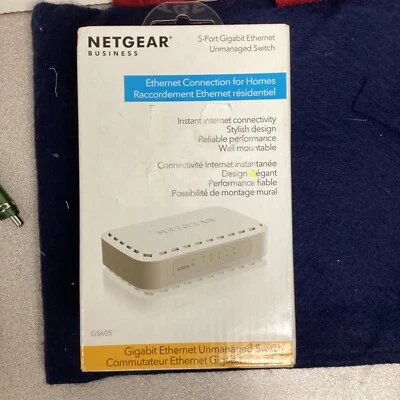 NETGEAR®
BUSINESS
5-Port Gigabit Ethernet
Unmanaged Switch
Ethernet Connection for Homes
Raccordement Ethernet résidentiel
Instant internet connectivity
Stylish design
Reliable performance
Wall mountable
Connectivité Internet instantanée
Design élégant
Performance fiable
Possibilité de montage mural
NETGEAR
GS605
Gigabit Ethernet Unmanaged Switch
Commutateur Ethernet Gigabit